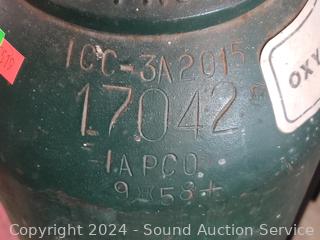 ICC-3A2015
17042
IAPCO
9 58+
OXY
Copyright © 2024 - Sound Auction Service